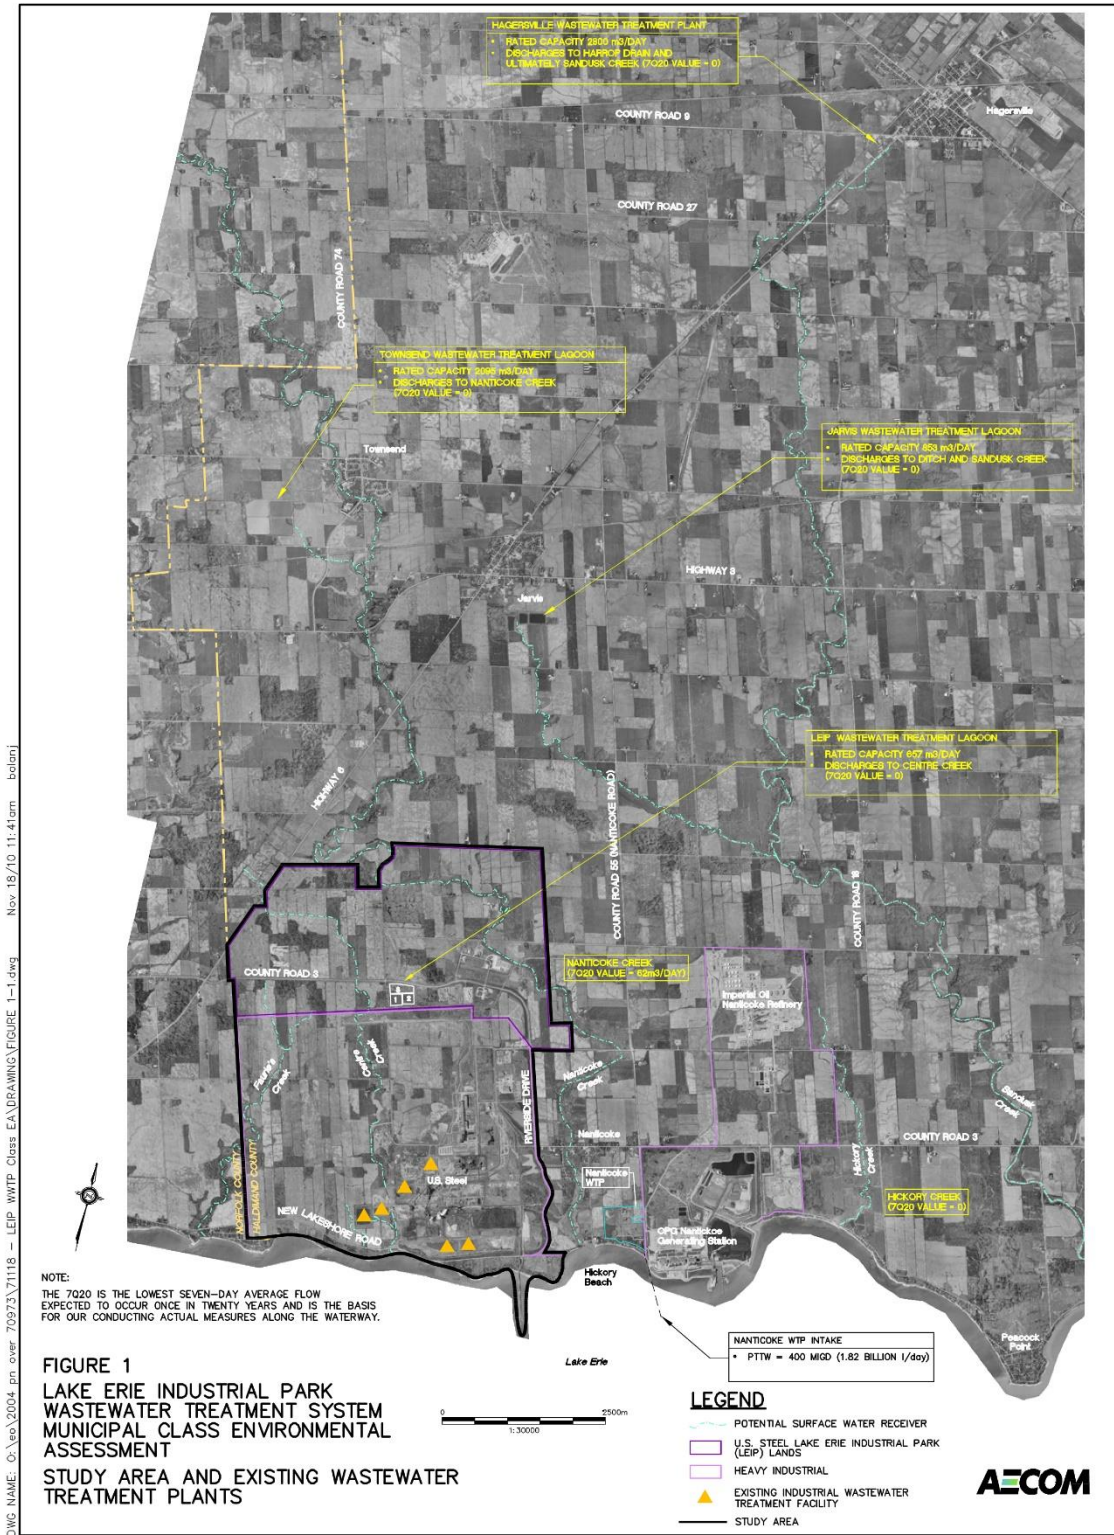 HAGERSVILLE WASTEWATER TREATMENT PLANT
• RATED CAPACITY 2800 m3/DAY
• DISCHARGES TO HARROP DRAIN AND
ULTIMATELY SANDUSK CREEK (7Q20 VALUE = 0)
Hagersville
COUNTY ROAD 9
COUNTY ROAD 27
COUNTY ROAD 74
TOWNSEND WASTEWATER TREATMENT LAGOON
• RATED CAPACITY 2095 m3/DAY
• DISCHARGES TO NANTICOKE CREEK
(7Q20 VALUE = 0)
Townsend
JARVIS WASTEWATER TREATMENT LAGOON
• RATED CAPACITY 853 m3/DAY
• DISCHARGES TO DITCH AND SANDUSK CREEK
(7Q20 VALUE = 0)
HIGHWAY 3
Jarvis
LEIP WASTEWATER TREATMENT LAGOON
• RATED CAPACITY 657 m3/DAY
• DISCHARGES TO CENTRE CREEK
(7Q20 VALUE = 0)
HIGHWAY 6
COUNTY ROAD 55 (NANTICOKE ROAD)
COUNTY ROAD 18
NANTICOKE CREEK
(7Q20 VALUE = 62m3/DAY)
COUNTY ROAD 3
3
1 2
Imperial Oil
Nanticoke Refinery
Centre
Creek
Nanticoke
Creek
RIVERSIDE DRIVE
Sandusk
Creek
Nanticoke
COUNTY ROAD 3
Hickory
Creek
Nanticoke
WTP
U.S. Steel
HICKORY CREEK
(7Q20 VALUE = 0)
NORFOLK COUNTY
HALDIMAND COUNTY
NEW LAKESHORE ROAD
Generating Station
Hickory
Beach
Peacock
Point
Lake Erie
NANTICOKE WTP INTAKE
• PTTW = 400 MIGD (1.82 BILLION l/day)
NOTE:
THE 7Q20 IS THE LOWEST SEVEN-DAY AVERAGE FLOW
EXPECTED TO OCCUR ONCE IN TWENTY YEARS AND IS THE BASIS
FOR OUR CONDUCTING ACTUAL MEASURES ALONG THE WATERWAY.
FIGURE 1
LAKE ERIE INDUSTRIAL PARK
WASTEWATER TREATMENT SYSTEM
MUNICIPAL CLASS ENVIRONMENTAL
ASSESSMENT
STUDY AREA AND EXISTING WASTEWATER
TREATMENT PLANTS
0 2500m
1:30000
LEGEND
POTENTIAL SURFACE WATER RECEIVER
U.S. STEEL LAKE ERIE INDUSTRIAL PARK
(LEIP) LANDS
HEAVY INDUSTRIAL
EXISTING INDUSTRIAL WASTEWATER
TREATMENT FACILITY
STUDY AREA
AECOM
DWG NAME: O:\eo\2004 pn over 70973\71118 - LEIP WWTP Class EA\DRAWING\FIGURE 1-1.dwg Nov 18/10 11:41am bolanj